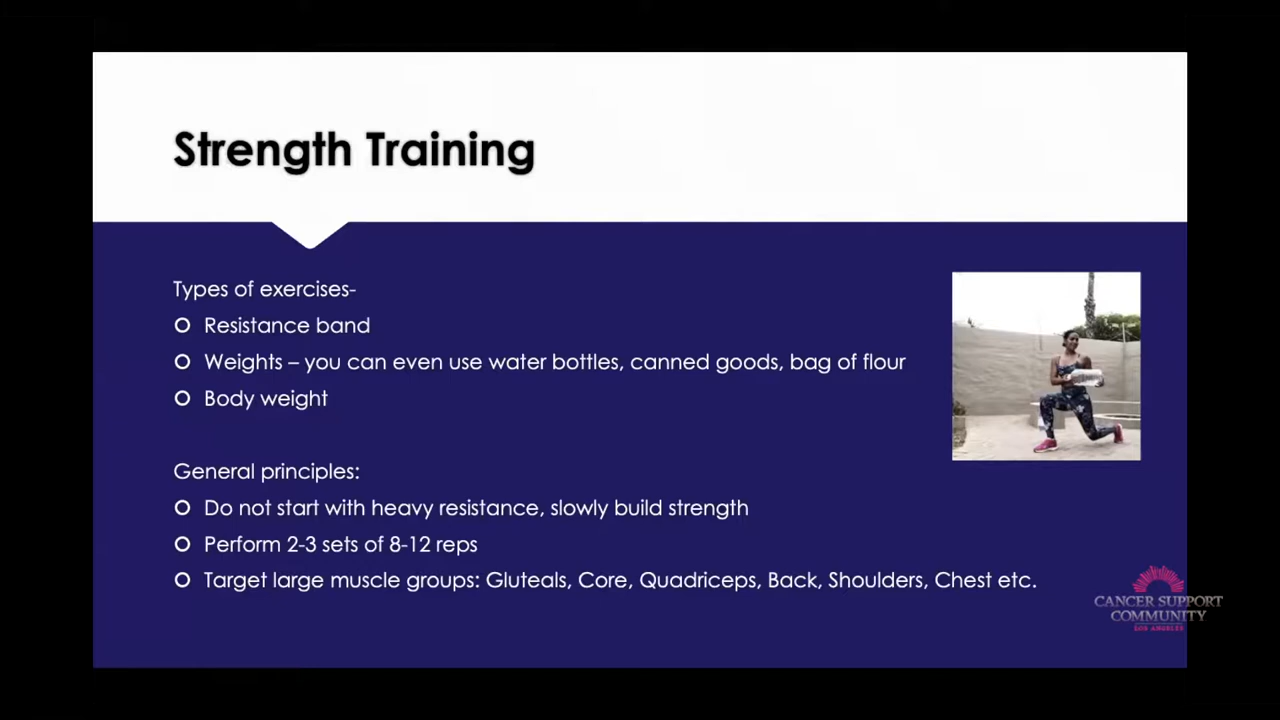 Strength Training
Types of exercises-
Resistance band
Weights – you can even use water bottles, canned goods, bag of flour
Body weight
General principles:
Do not start with heavy resistance, slowly build strength
Perform 2-3 sets of 8-12 reps
Target large muscle groups: Gluteals, Core, Quadriceps, Back, Shoulders, Chest etc.
CANCER SUPPORT
COMMUNITY
LOS ANGELES